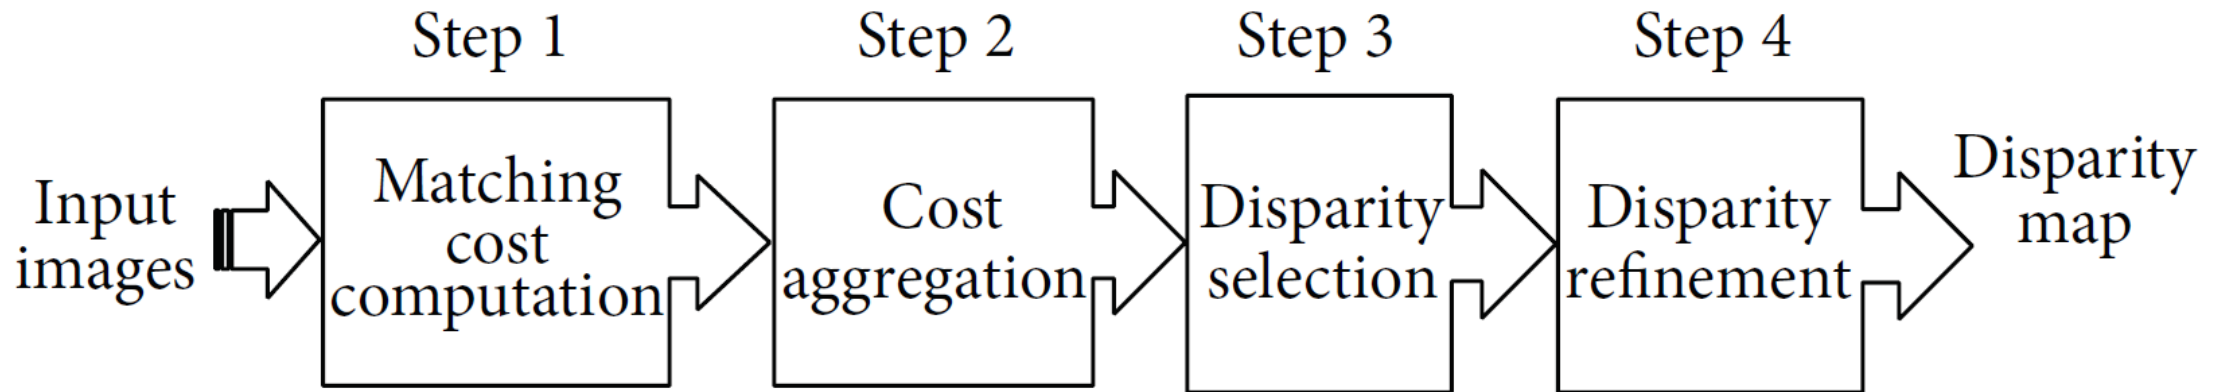 Step 1
Step 2
Step 3
Step 4
Input
images
Matching
cost
computation
Cost
aggregation
Disparity
selection
Disparity
refinement
Disparity
map